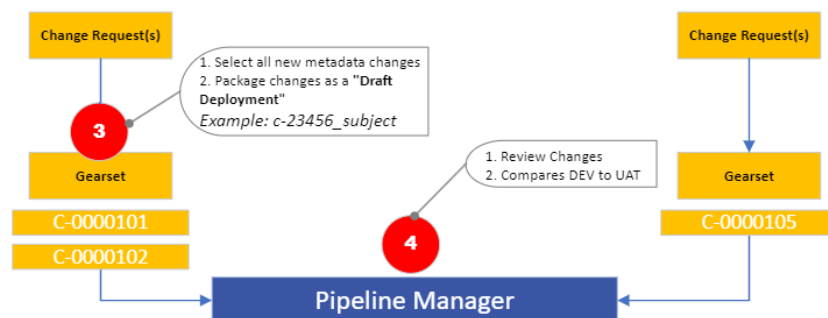 Change Request(s)
Change Request(s)
1. Select all new metadata changes
2. Package changes as a "Draft
Deployment"
Example: c-23456_subject
3
1. Review Changes
2. Compares DEV to UAT
Gearset
Gearset
C-0000101
C-0000105
4
C-0000102
Pipeline Manager